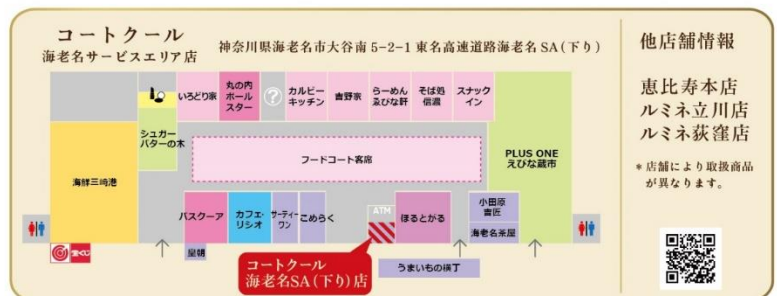 コートクール
海老名サービスエリア店
神奈川県海老名市大谷南5-2-1 東名高速道路海老名SA(下り)
いろどり家
丸の内
ポール
スター
?
カルビー
キッチン
吉野家
らーめん
ゑびな軒
そば処
信濃
スナック
イン
シュガー
バターの木
海鮮三崎港
フードコート客席
PLUS ONE
えびな蔵市
パスクーア
カフェ・
リシオ
サーティー
ワン
こめらく
ATM
ぽるとがる
小田原
吉匠
海老名茶屋
皇朝
宝くじ
コートクール
海老名SA(下り)店
うまいもの横丁
他店舗情報
恵比寿本店
ルミネ立川店
ルミネ荻窪店
*店舗により取扱商品
が異なります。